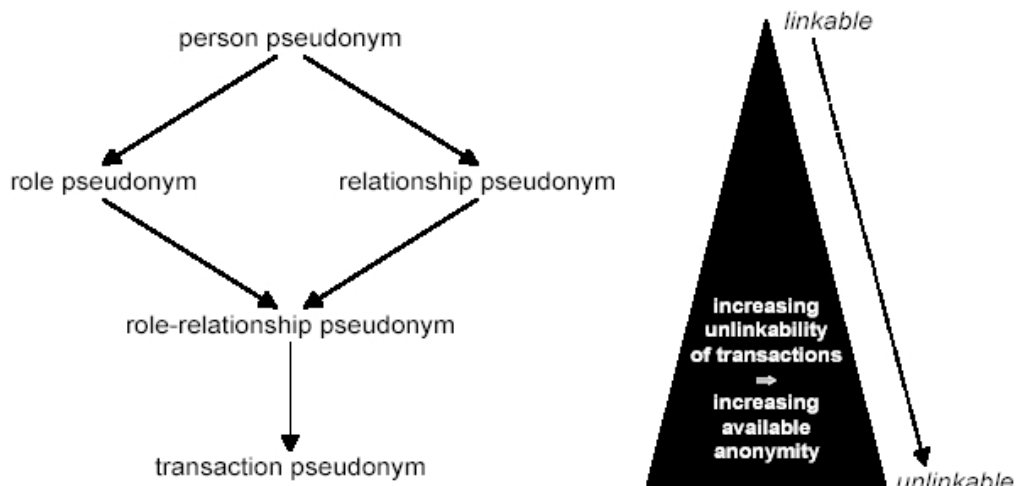 person pseudonym
role pseudonym
relationship pseudonym
role-relationship pseudonym
transaction pseudonym
linkable
increasing
unlinkability
of transactions
⇒
increasing
available
anonymity
unlinkable